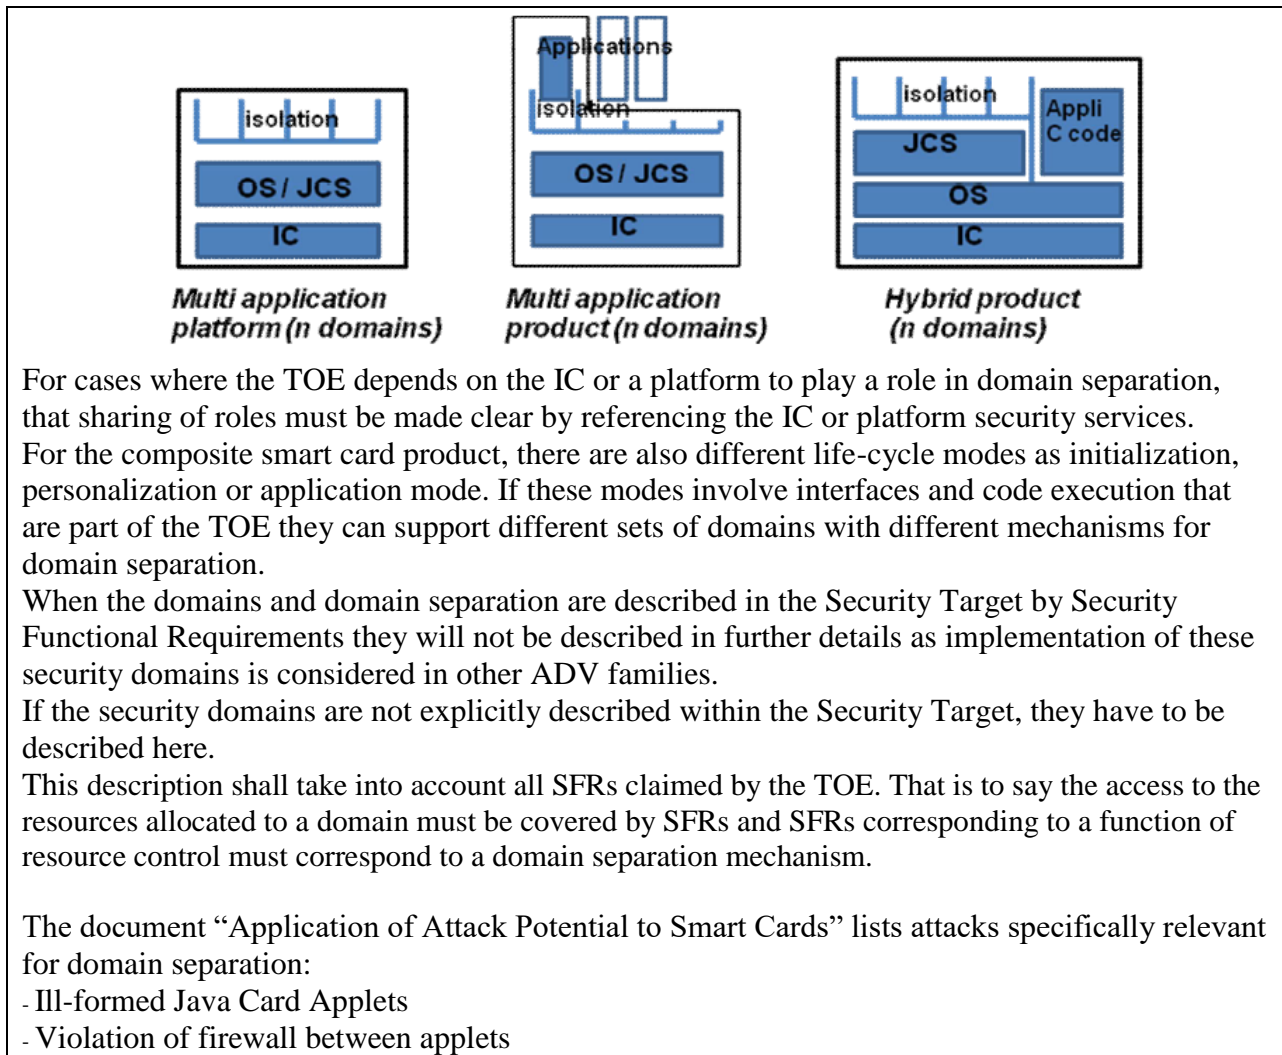 isolation
OS / JCS
IC
Multi application
platform (n domains)
Applications
isolation
OS / JCS
IC
Multi application
product (n domains)
isolation
Appli
C code
JCS
OS
IC
Hybrid product
(n domains)
For cases where the TOE depends on the IC or a platform to play a role in domain separation,
that sharing of roles must be made clear by referencing the IC or platform security services.
For the composite smart card product, there are also different life-cycle modes as initialization,
personalization or application mode. If these modes involve interfaces and code execution that
are part of the TOE they can support different sets of domains with different mechanisms for
domain separation.
When the domains and domain separation are described in the Security Target by Security
Functional Requirements they will not be described in further details as implementation of these
security domains is considered in other ADV families.
If the security domains are not explicitly described within the Security Target, they have to be
described here.
This description shall take into account all SFRs claimed by the TOE. That is to say the access to the
resources allocated to a domain must be covered by SFRs and SFRs corresponding to a function of
resource control must correspond to a domain separation mechanism.
The document “Application of Attack Potential to Smart Cards” lists attacks specifically relevant
for domain separation:
- Ill-formed Java Card Applets
- Violation of firewall between applets